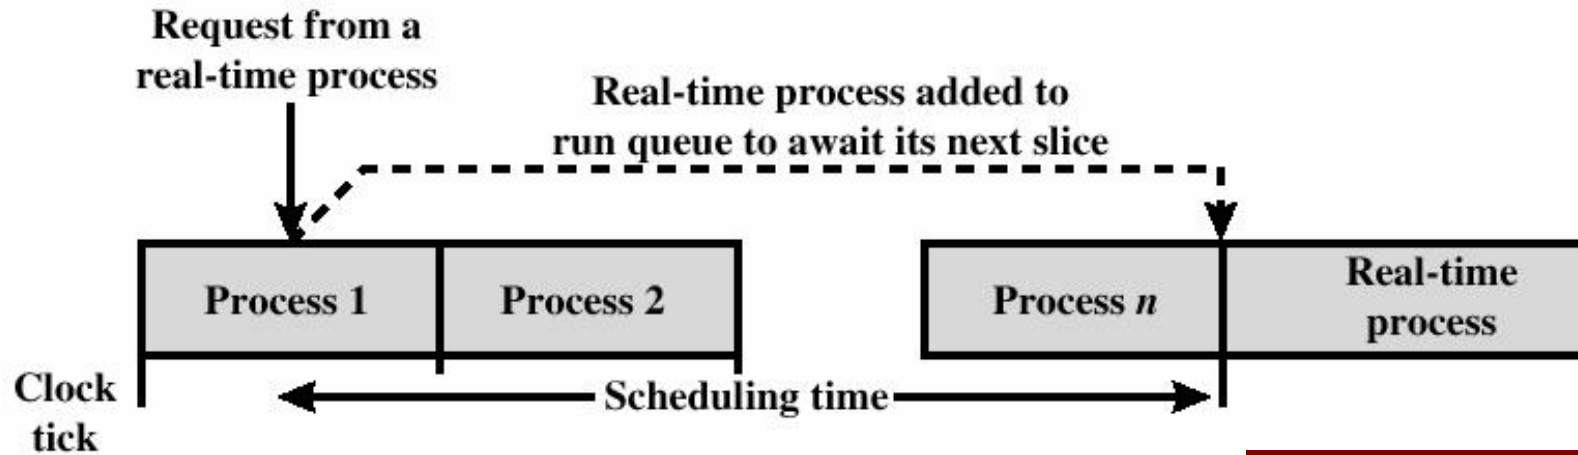 Request from a
real-time process
Real-time process added to
run queue to await its next slice
Process 1
Process 2
Process n
Real-time
process
Clock
tick
Scheduling time